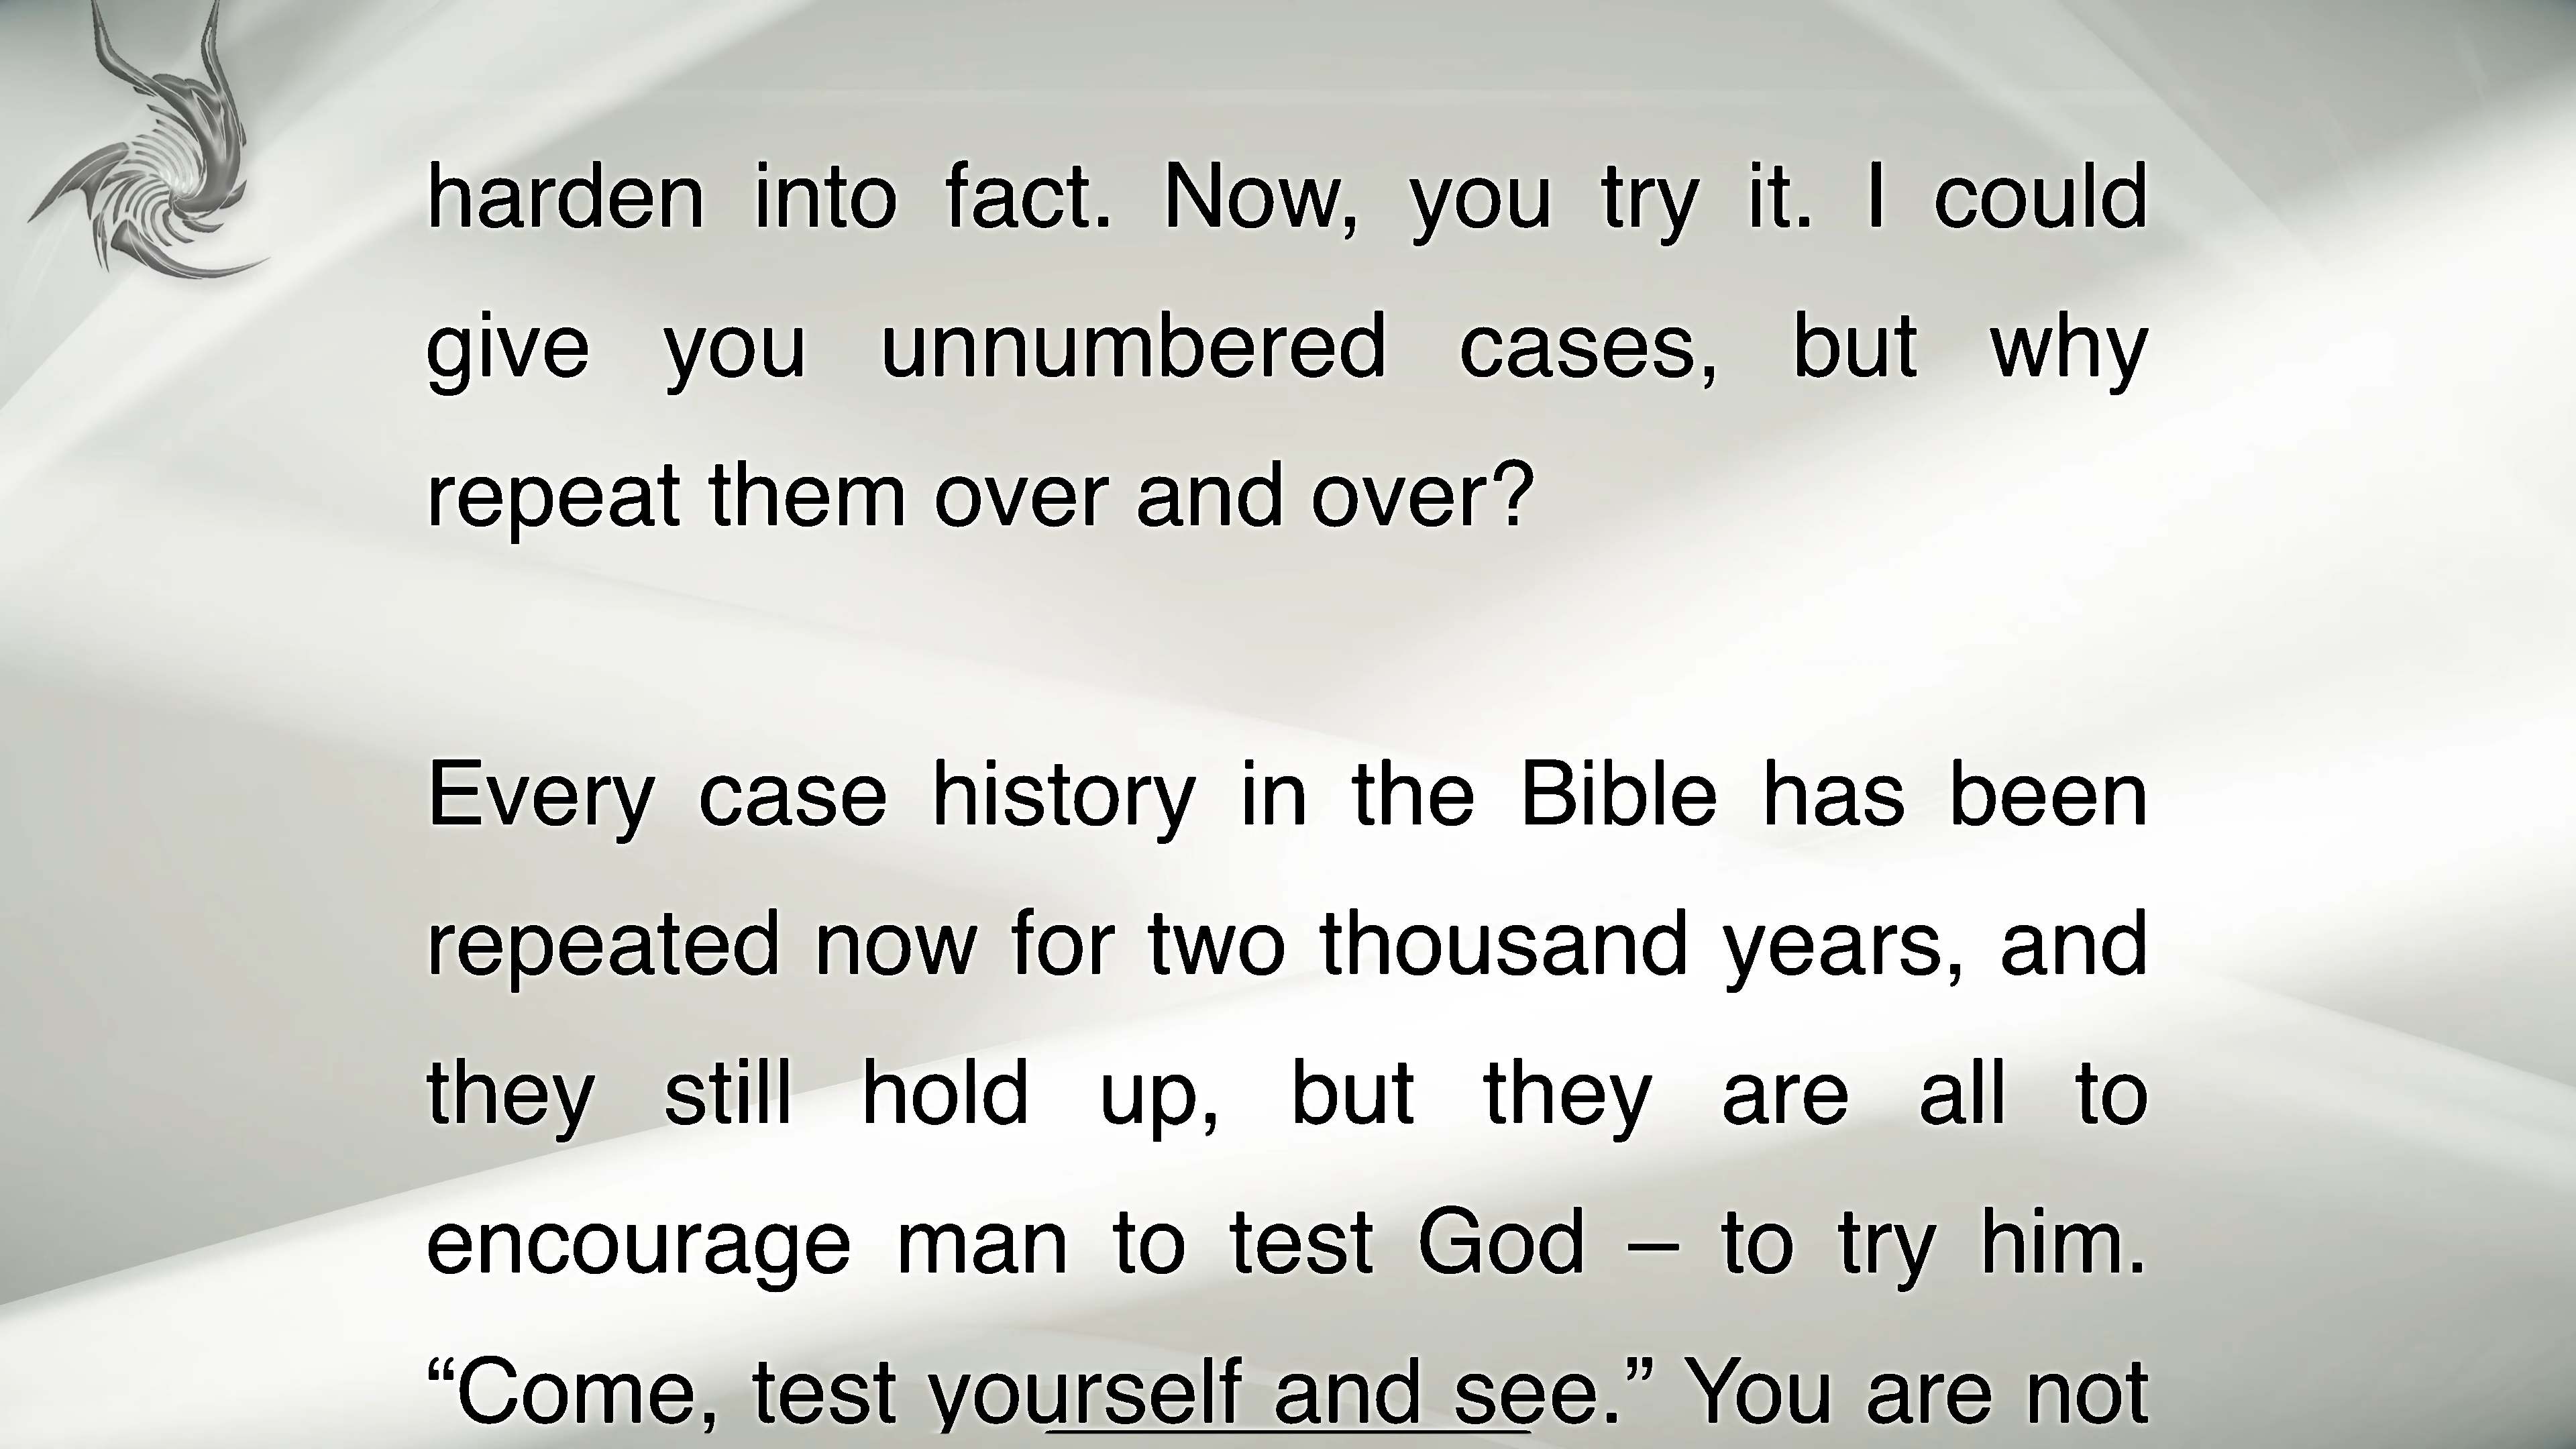 harden into fact. Now, you try it. I could
give you unnumbered cases, but why
repeat them over and over?
Every case history in the Bible has been
repeated now for two thousand years, and
they still hold up, but they are all to
encourage man to test God – to try him.
“Come, test yourself and see.” You are not